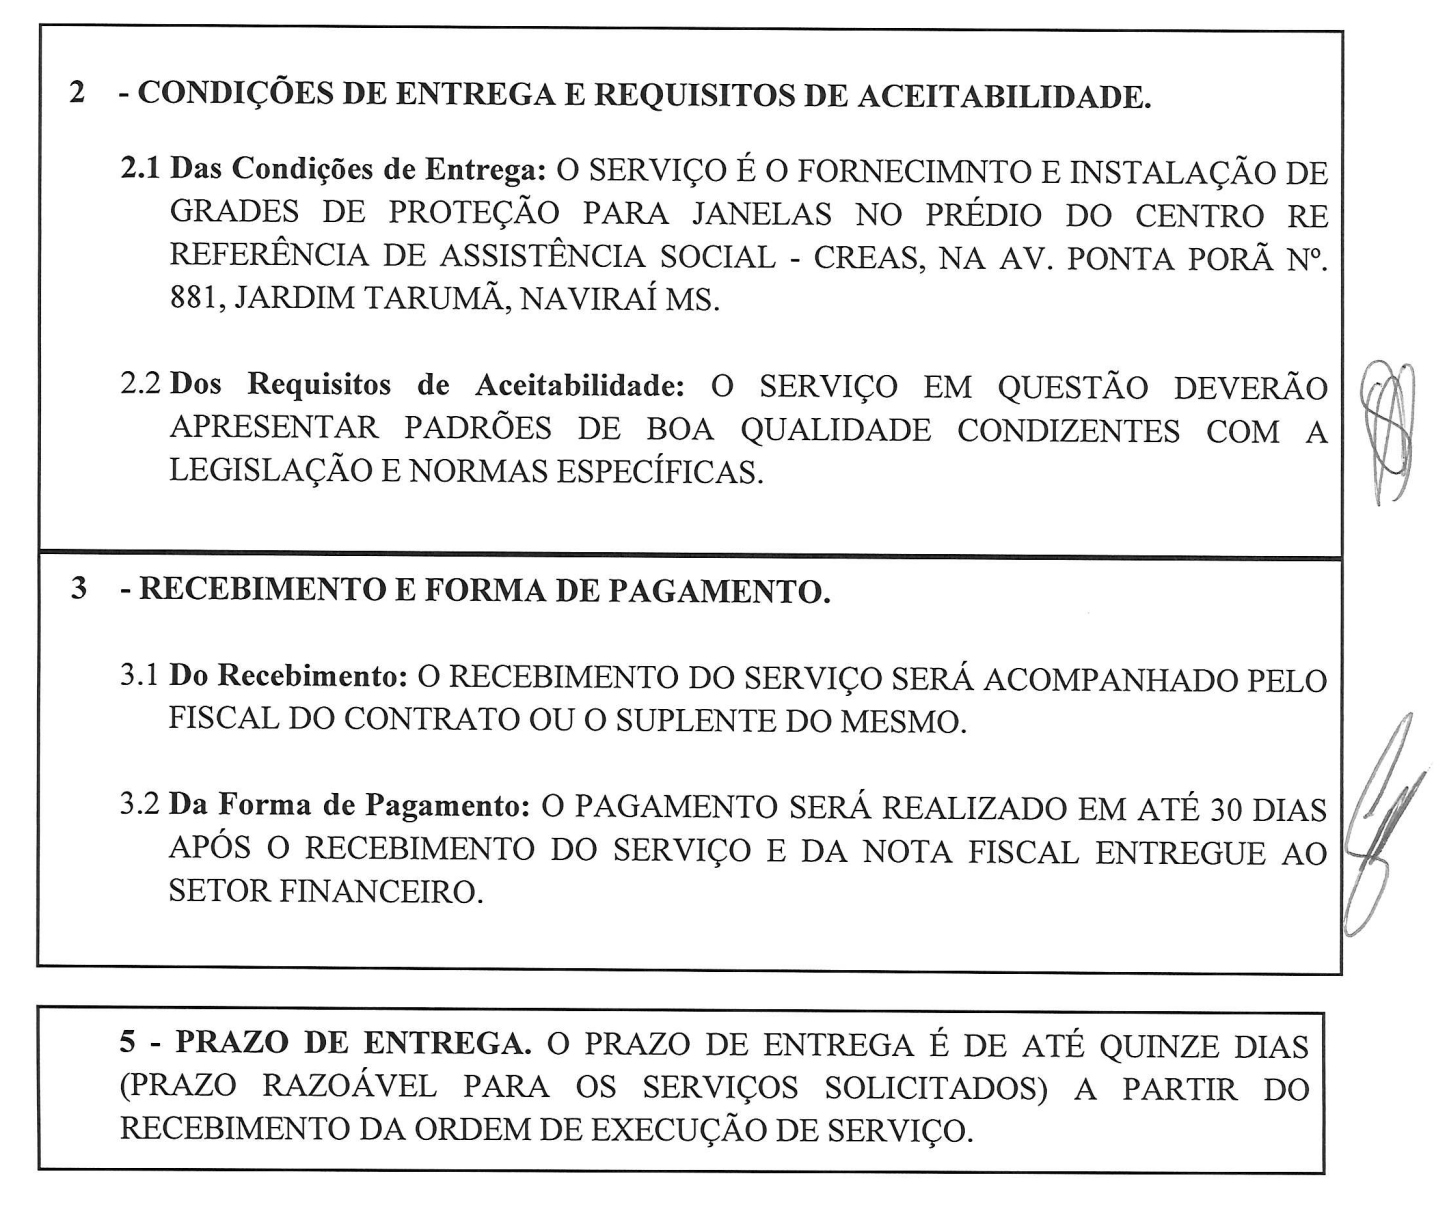 2 - CONDIÇÕES DE ENTREGA E REQUISITOS DE ACEITABILIDADE.
2.1 Das Condições de Entrega: O SERVIÇO É O FORNECIMNTO E INSTALAÇÃO DE
GRADES DE PROTEÇÃO PARA JANELAS NO PRÉDIO DO CENTRO RE
REFERÊNCIA DE ASSISTÊNCIA SOCIAL - CREAS, NA AV. PONTA PORÃ Nº.
881, JARDIM TARUMÃ, NAVIRAÍ MS.
2.2 Dos Requisitos de Aceitabilidade: O SERVIÇO EM QUESTÃO DEVERÃO
APRESENTAR PADRÕES DE BOA QUALIDADE CONDIZENTES COM A
LEGISLAÇÃO E NORMAS ESPECÍFICAS.
3 - RECEBIMENTO E FORMA DE PAGAMENTO.
3.1 Do Recebimento: O RECEBIMENTO DO SERVIÇO SERÁ ACOMPANHADO PELO
FISCAL DO CONTRATO OU O SUPLENTE DO MESMO.
3.2 Da Forma de Pagamento: O PAGAMENTO SERÁ REALIZADO EM ATÉ 30 DIAS
APÓS O RECEBIMENTO DO SERVIÇO E DA NOTA FISCAL ENTREGUE AO
SETOR FINANCEIRO.
5 - PRAZO DE ENTREGA. O PRAZO DE ENTREGA É DE ATÉ QUINZE DIAS
(PRAZO RAZOÁVEL PARA OS SERVIÇOS SOLICITADOS) A PARTIR DO
RECEBIMENTO DA ORDEM DE EXECUÇÃO DE SERVIÇO.